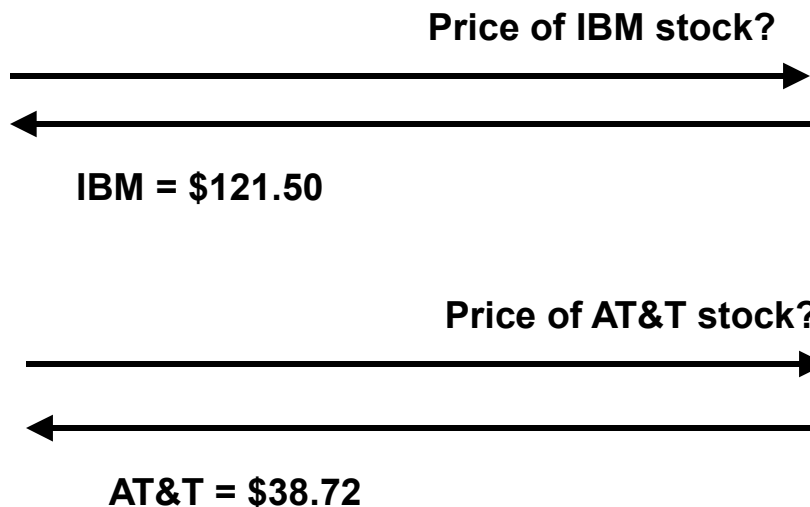 Price of IBM stock?
IBM = $121.50
Price of AT&T stock?
AT&T = $38.72